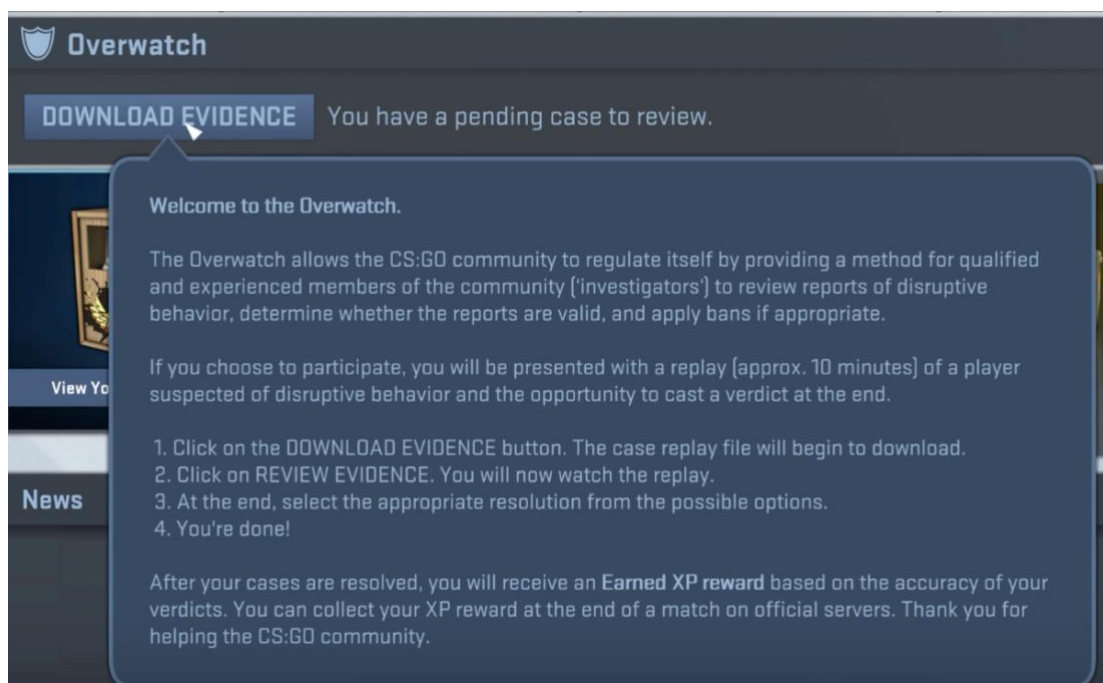 Overwatch
DOWNLOAD EVIDENCE You have a pending case to review.
Welcome to the Overwatch.
The Overwatch allows the CS:GO community to regulate itself by providing a method for qualified
and experienced members of the community ('investigators') to review reports of disruptive
behavior, determine whether the reports are valid, and apply bans if appropriate.
If you choose to participate, you will be presented with a replay (approx. 10 minutes) of a player
suspected of disruptive behavior and the opportunity to cast a verdict at the end.
View Yo
1. Click on the DOWNLOAD EVIDENCE button. The case replay file will begin to download.
2. Click on REVIEW EVIDENCE. You will now watch the replay.
3. At the end, select the appropriate resolution from the possible options.
4. You're done!
News
After your cases are resolved, you will receive an Earned XP reward based on the accuracy of your
verdicts. You can collect your XP reward at the end of a match on official servers. Thank you for
helping the CS:GO community.